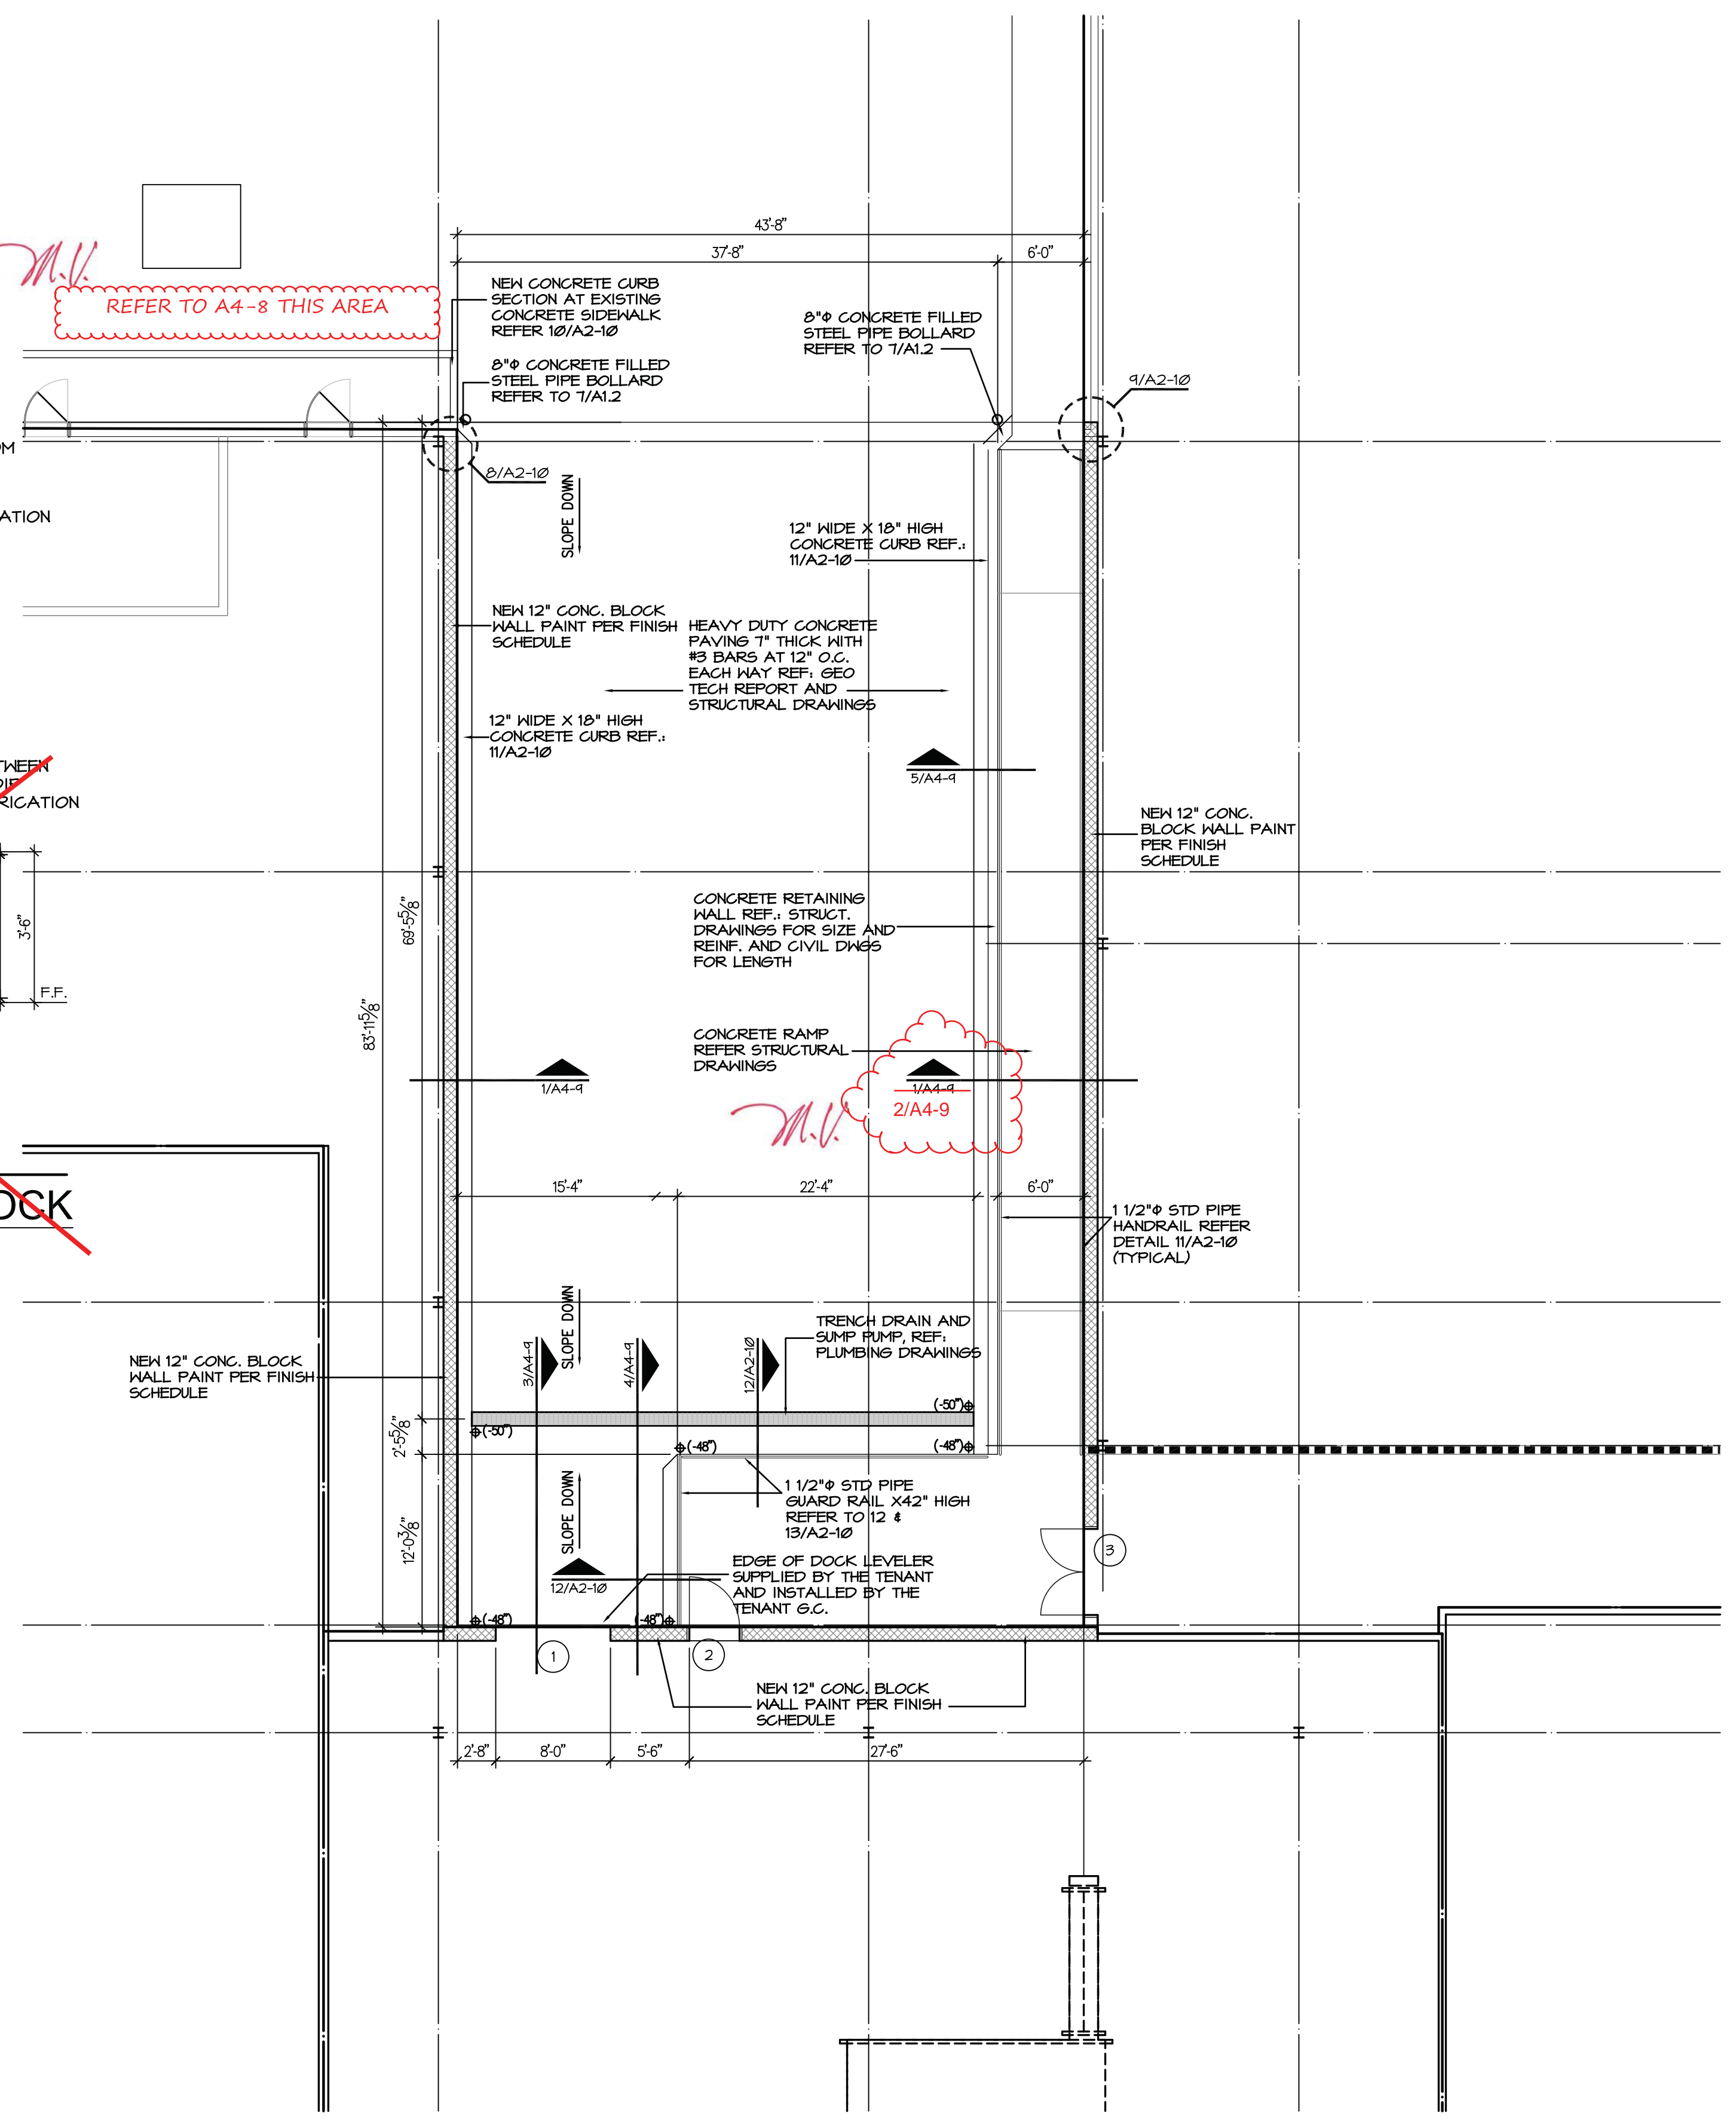 43'-8"
37'-8"
6'-0"
M.V.
REFER TO A4-8 THIS AREA
NEW CONCRETE CURB
SECTION AT EXISTING
CONCRETE SIDEWALK
REFER 10/A2-10
8"Φ CONCRETE FILLED
STEEL PIPE BOLLARD
REFER TO 7/A1.2
8"Φ CONCRETE FILLED
STEEL PIPE BOLLARD
REFER TO 7/A1.2
9/A2-10
8/A2-10
SLOPE DOWN
OM
ATION
12" WIDE X 18" HIGH
CONCRETE CURB REF.:
11/A2-10
NEW 12" CONC. BLOCK
WALL PAINT PER FINISH
SCHEDULE
HEAVY DUTY CONCRETE
PAVING 7" THICK WITH
#3 BARS AT 12" O.C.
EACH WAY REF: GEO
TECH REPORT AND
STRUCTURAL DRAWINGS
12" WIDE X 18" HIGH
CONCRETE CURB REF.:
11/A2-10
5/A4-9
TWEEN
RICATION
NEW 12" CONC.
BLOCK WALL PAINT
PER FINISH
SCHEDULE
3'-6"
F.F.
69'-5 5/8"
83'-11 5/8"
CONCRETE RETAINING
WALL REF.: STRUCT.
DRAWINGS FOR SIZE AND
REINF. AND CIVIL DWGS
FOR LENGTH
CONCRETE RAMP
REFER STRUCTURAL
DRAWINGS
1/A4-9
1/A4-9
2/A4-9
M.V.
OCK
15'-4"
22'-4"
6'-0"
1 1/2"Φ STD PIPE
HANDRAIL REFER
DETAIL 11/A2-10
(TYPICAL)
SLOPE DOWN
3/A4-9
4/A4-9
12/A2-10
TRENCH DRAIN AND
SUMP PUMP, REF:
PLUMBING DRAWINGS
NEW 12" CONC. BLOCK
WALL PAINT PER FINISH
SCHEDULE
(-50")
(-50")
2'-5 5/8"
(-48")
(-48")
SLOPE DOWN
1 1/2"Φ STD PIPE
GUARD RAIL X42" HIGH
REFER TO 12 &
13/A2-10
12'-0 3/8"
3
EDGE OF DOCK LEVELER
SUPPLIED BY THE TENANT
AND INSTALLED BY THE
TENANT G.C.
12/A2-10
(-48")
(-48")
1
2
NEW 12" CONC. BLOCK
WALL PAINT PER FINISH
SCHEDULE
2'-8"
8'-0"
5'-6"
27'-6"